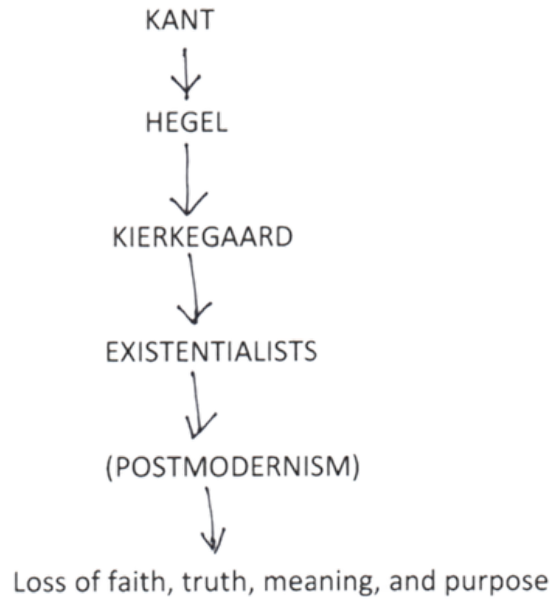 KANT
HEGEL
KIERKEGAARD
EXISTENTIALISTS
(POSTMODERNISM)
Loss of faith, truth, meaning, and purpose